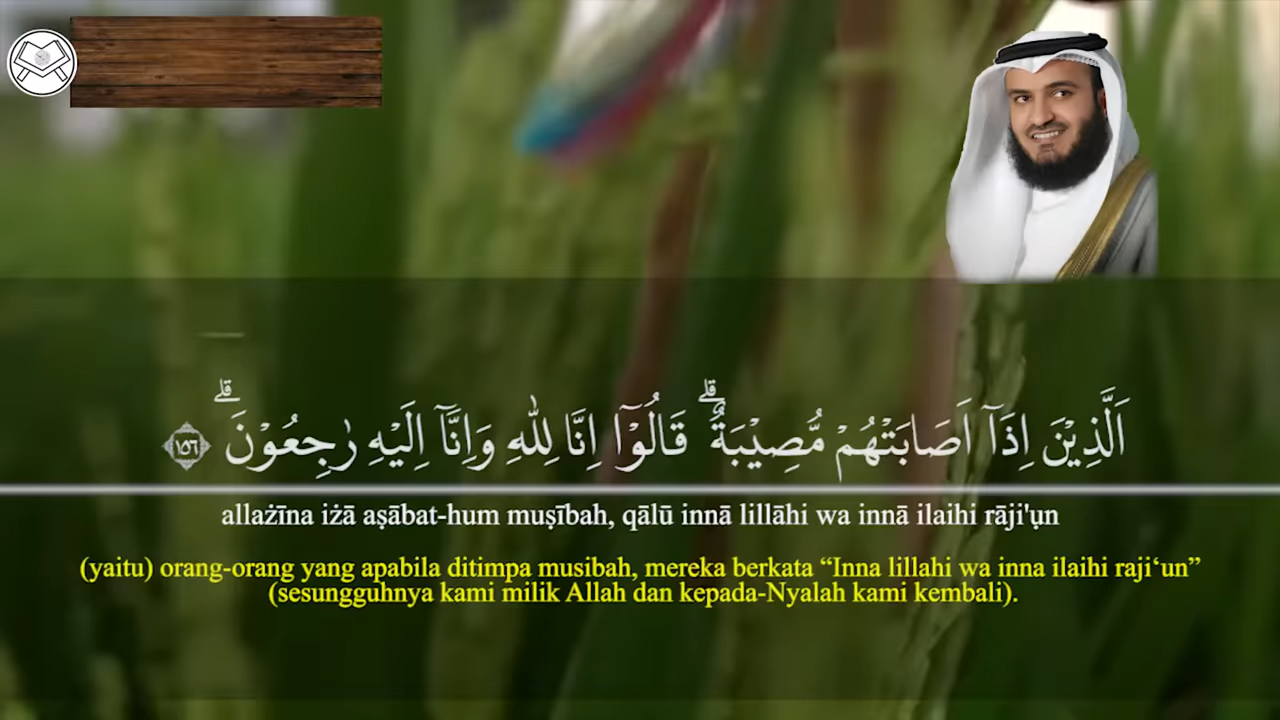 اَلَّذِيْنَ اِذَآ اَصَابَتْهُمْ مُّصِيْبَةٌ ۗ قَالُوْٓا اِنَّا لِلّٰهِ وَاِنَّآ اِلَيْهِ رٰجِعُوْنَۗ ١٥٦
allażīna iżā aṣābat-hum muṣībah, qālū innā lillāhi wa innā ilaihi rāji'ụn
(yaitu) orang-orang yang apabila ditimpa musibah, mereka berkata “Inna lillahi wa inna ilaihi raji‘un”
(sesungguhnya kami milik Allah dan kepada-Nyalah kami kembali).